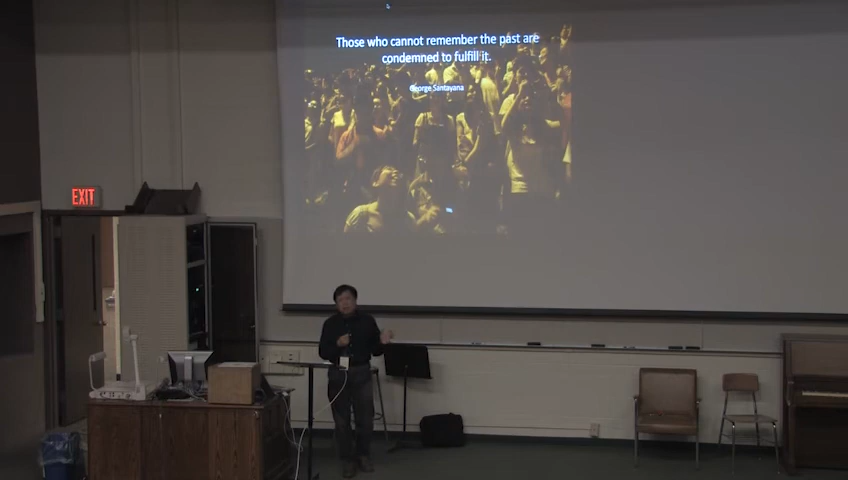 Those who cannot remember the past are
condemned to fulfill it.
George Santayana
EXIT